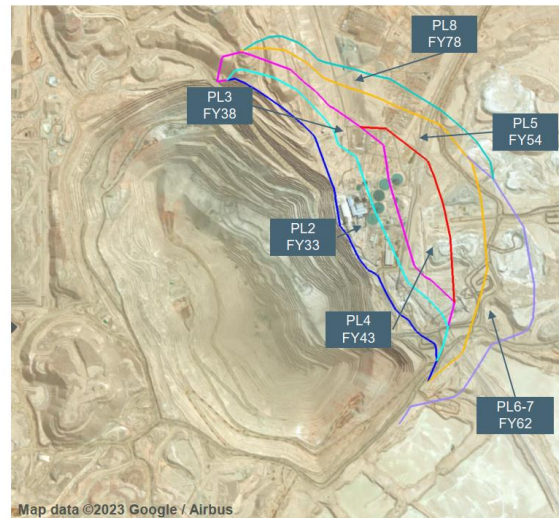 PL8
FY78
PL3
FY38
PL5
FY54
PL2
FY33
PL4
FY43
PL6-7
FY62
Map data ©2023 Google / Airbus